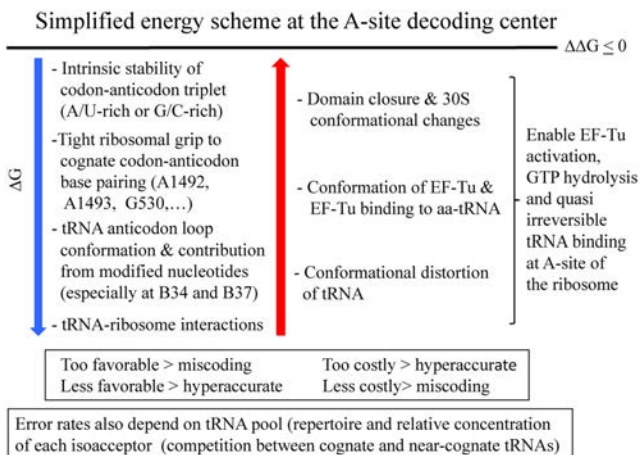 Simplified energy scheme at the A-site decoding center
ΔΔG ≤ 0
ΔG
- Intrinsic stability of
codon-anticodon triplet
(A/U-rich or G/C-rich)
-Tight ribosomal grip to
cognate codon-anticodon
base pairing (A1492,
A1493, G530,…)
- tRNA anticodon loop
conformation & contribution
from modified nucleotides
(especially at B34 and B37)
- tRNA-ribosome interactions
- Domain closure & 30S
conformational changes
- Conformation of EF-Tu &
EF-Tu binding to aa-tRNA
- Conformational distortion
of tRNA
Enable EF-Tu
activation,
GTP hydrolysis
and quasi
irreversible
tRNA binding
at A-site of
the ribosome
Too favorable > miscoding
Less favorable > hyperaccurate
Too costly > hyperaccurate
Less costly> miscoding
Error rates also depend on tRNA pool (repertoire and relative concentration
of each isoacceptor (competition between cognate and near-cognate tRNAs)